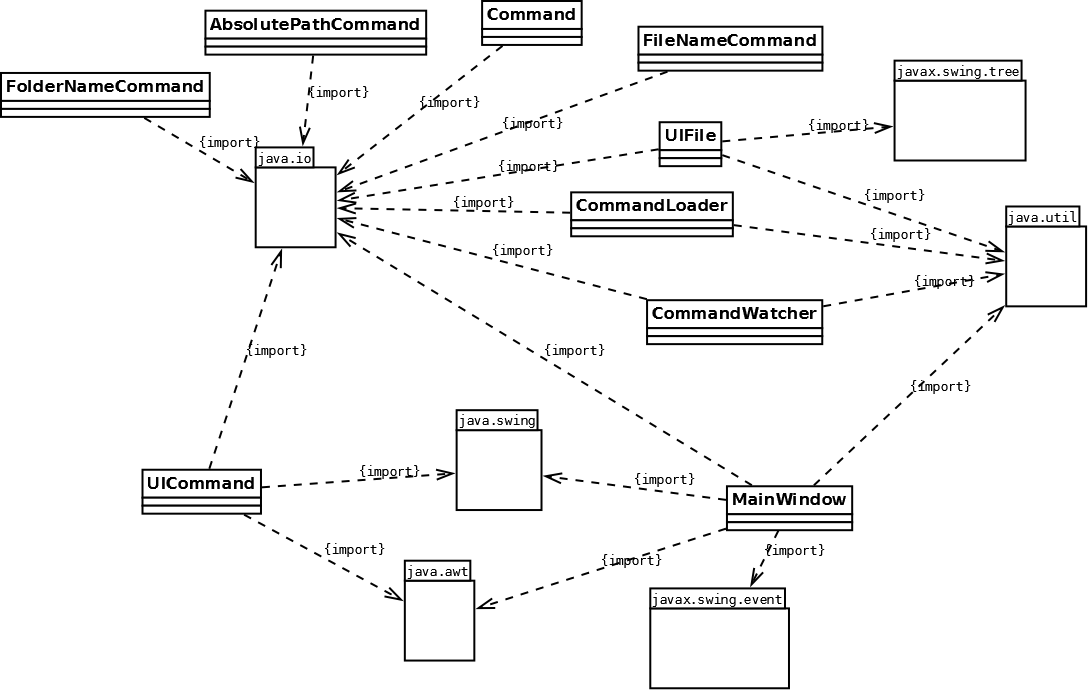 Command
AbsolutePathCommand
FileNameCommand
javax.swing.tree
FolderNameCommand
{import}
{import}
{import}
{import}
UIFile
{import}
{import}
java.io
{import}
{import}
CommandLoader
{import}
java.util
{import}
{import}
{import}
CommandWatcher
{import}
{import}
{import}
java.swing
{import}
UICommand
{import}
MainWindow
{import}
{import}
{import}
java.awt
javax.swing.event